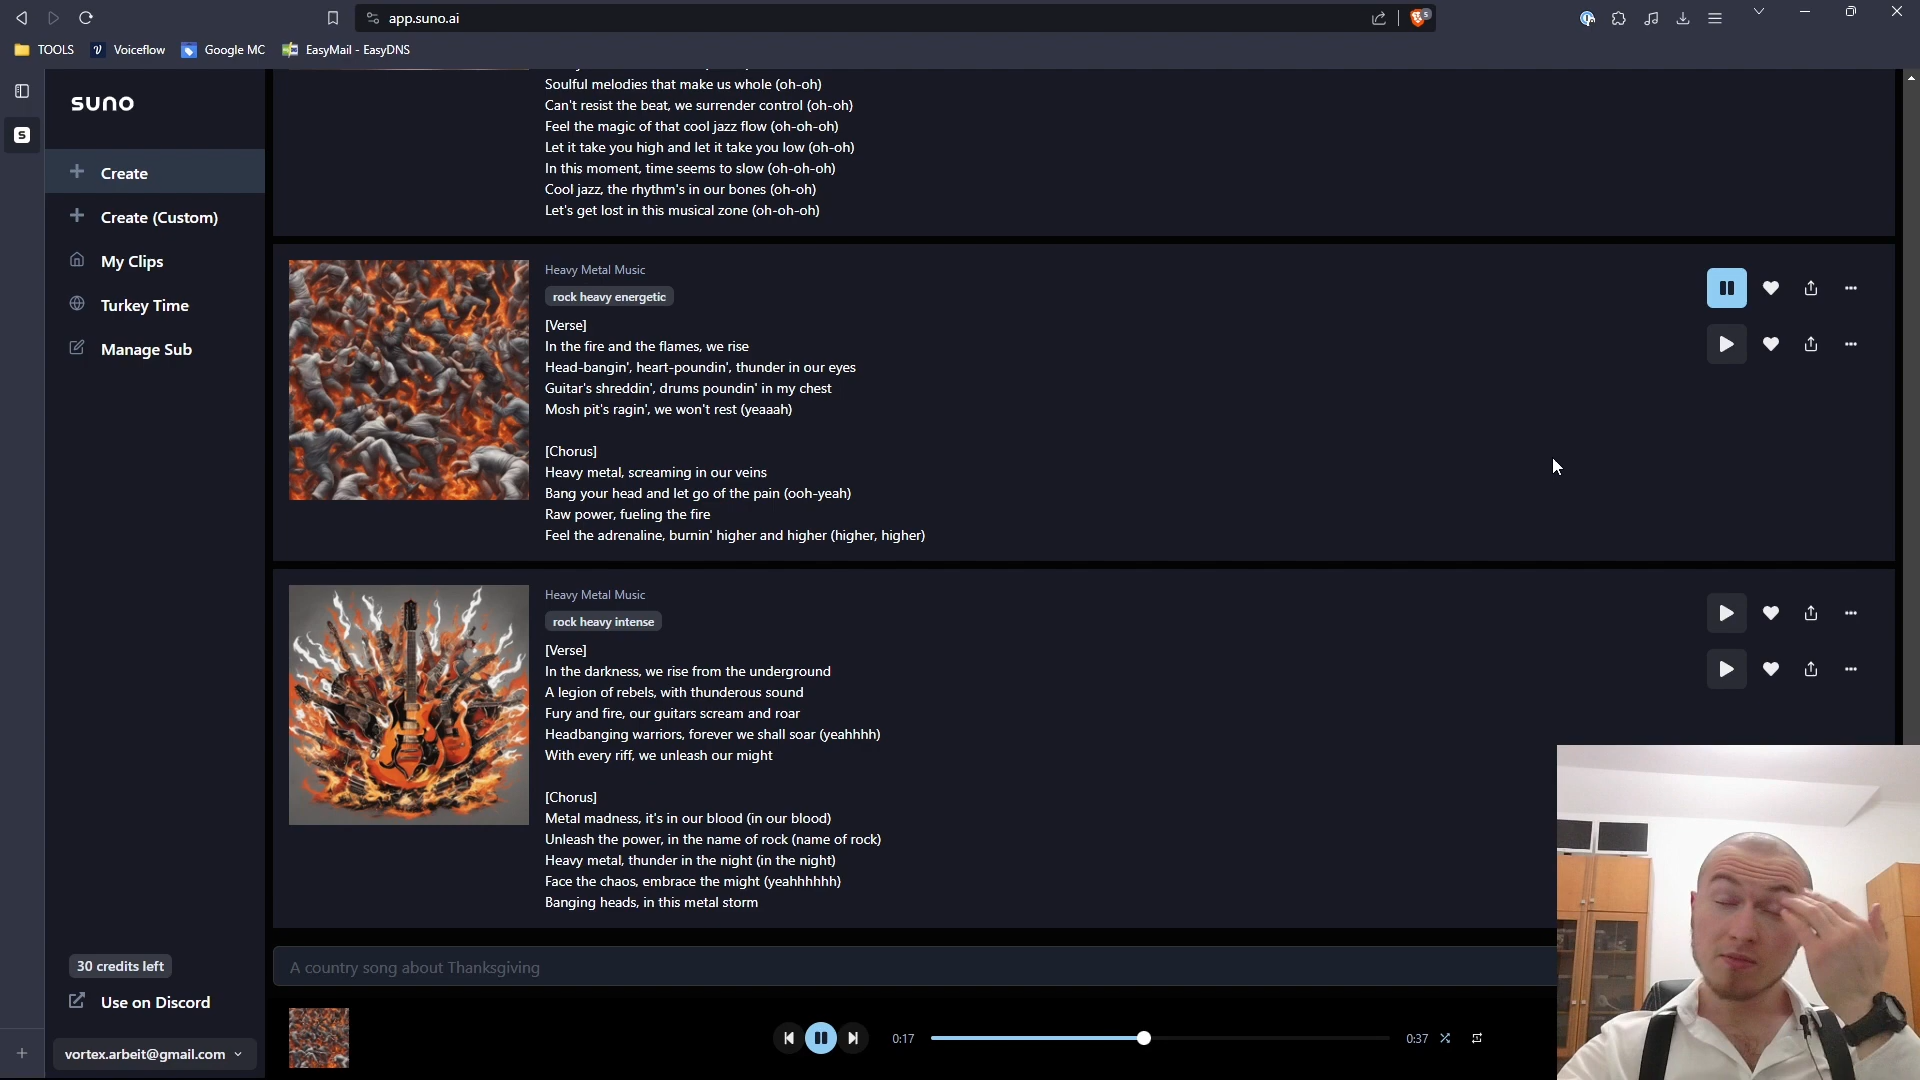 app.suno.ai
5
TOOLS
Voiceflow
Google MC
EasyMail - EasyDNS
S
suno
Create
Create (Custom)
My Clips
Turkey Time
Manage Sub
30 credits left
Use on Discord
vortex.arbeit@gmail.com
Soulful melodies that make us whole (oh-oh)
Can't resist the beat, we surrender control (oh-oh)
Feel the magic of that cool jazz flow (oh-oh-oh)
Let it take you high and let it take you low (oh-oh)
In this moment, time seems to slow (oh-oh-oh)
Cool jazz, the rhythm's in our bones (oh-oh)
Let's get lost in this musical zone (oh-oh-oh)
Heavy Metal Music
rock heavy energetic
[Verse]
In the fire and the flames, we rise
Head-bangin', heart-poundin', thunder in our eyes
Guitar's shreddin', drums poundin' in my chest
Mosh pit's ragin', we won't rest (yeaaah)
[Chorus]
Heavy metal, screaming in our veins
Bang your head and let go of the pain (ooh-yeah)
Raw power, fueling the fire
Feel the adrenaline, burnin' higher and higher (higher, higher)
Heavy Metal Music
rock heavy intense
[Verse]
In the darkness, we rise from the underground
A legion of rebels, with thunderous sound
Fury and fire, our guitars scream and roar
Headbanging warriors, forever we shall soar (yeahhhh)
With every riff, we unleash our might
[Chorus]
Metal madness, it's in our blood (in our blood)
Unleash the power, in the name of rock (name of rock)
Heavy metal, thunder in the night (in the night)
Face the chaos, embrace the might (yeahhhhhh)
Banging heads, in this metal storm
A country song about Thanksgiving
0:17
0:37